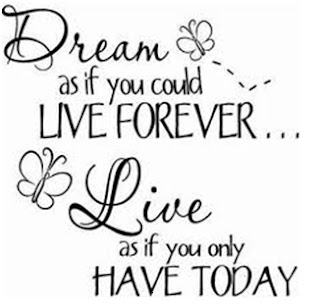 Dream
as if you could
LIVE FOREVER...
Live
as if you only
HAVE TODAY